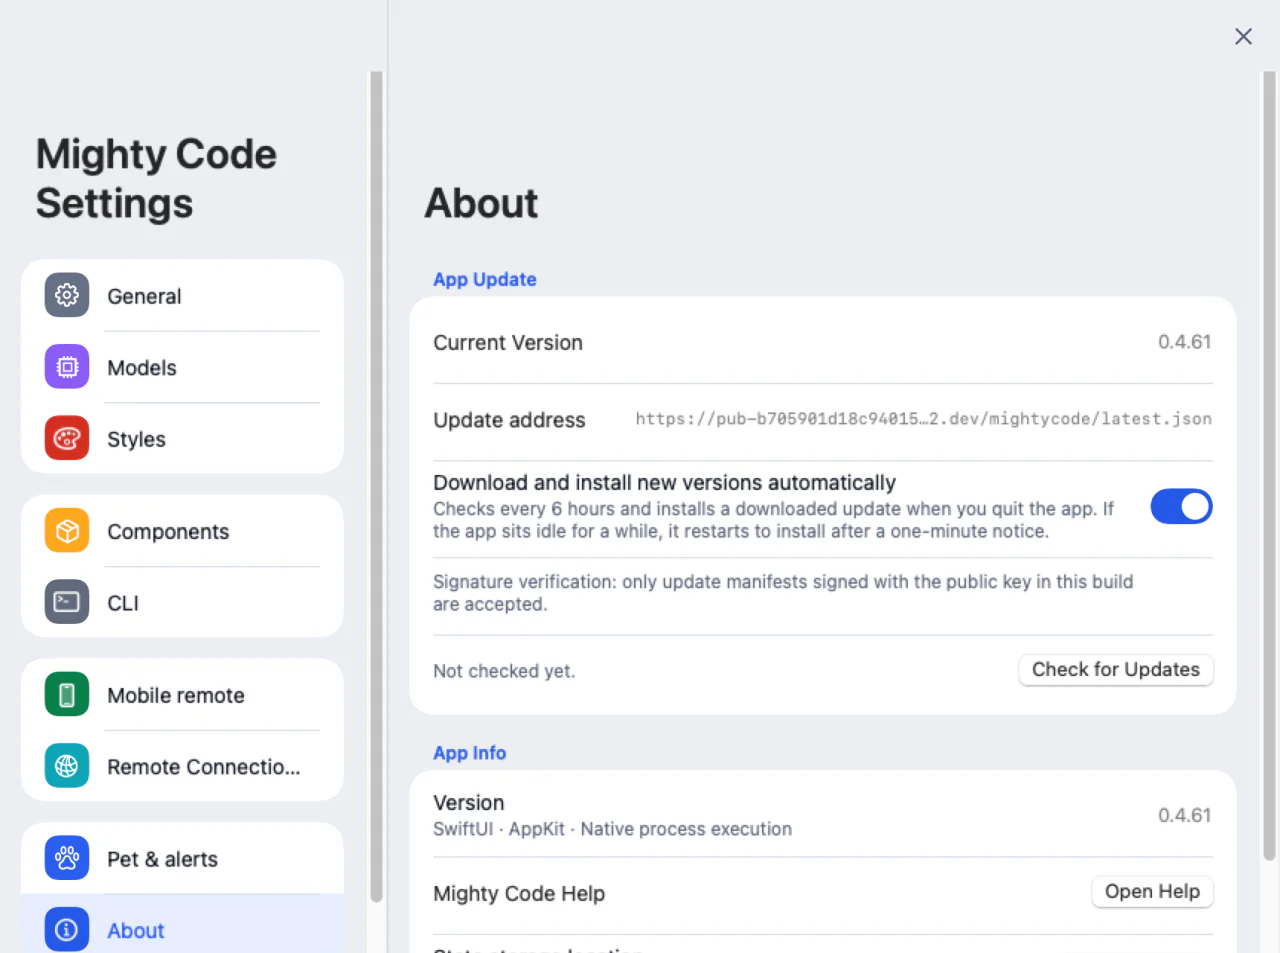 Mighty Code
Settings
General
Models
Styles
Components
CLI
Mobile remote
Remote Connectio...
Pet & alerts
About
About
App Update
Current Version
0.4.61
Update address
https://pub-b705901d18c94015…2.dev/mightycode/latest.json
Download and install new versions automatically
Checks every 6 hours and installs a downloaded update when you quit the app. If
the app sits idle for a while, it restarts to install after a one-minute notice.
Signature verification: only update manifests signed with the public key in this build
are accepted.
Not checked yet.
Check for Updates
App Info
Version
SwiftUI · AppKit · Native process execution
0.4.61
Mighty Code Help
Open Help